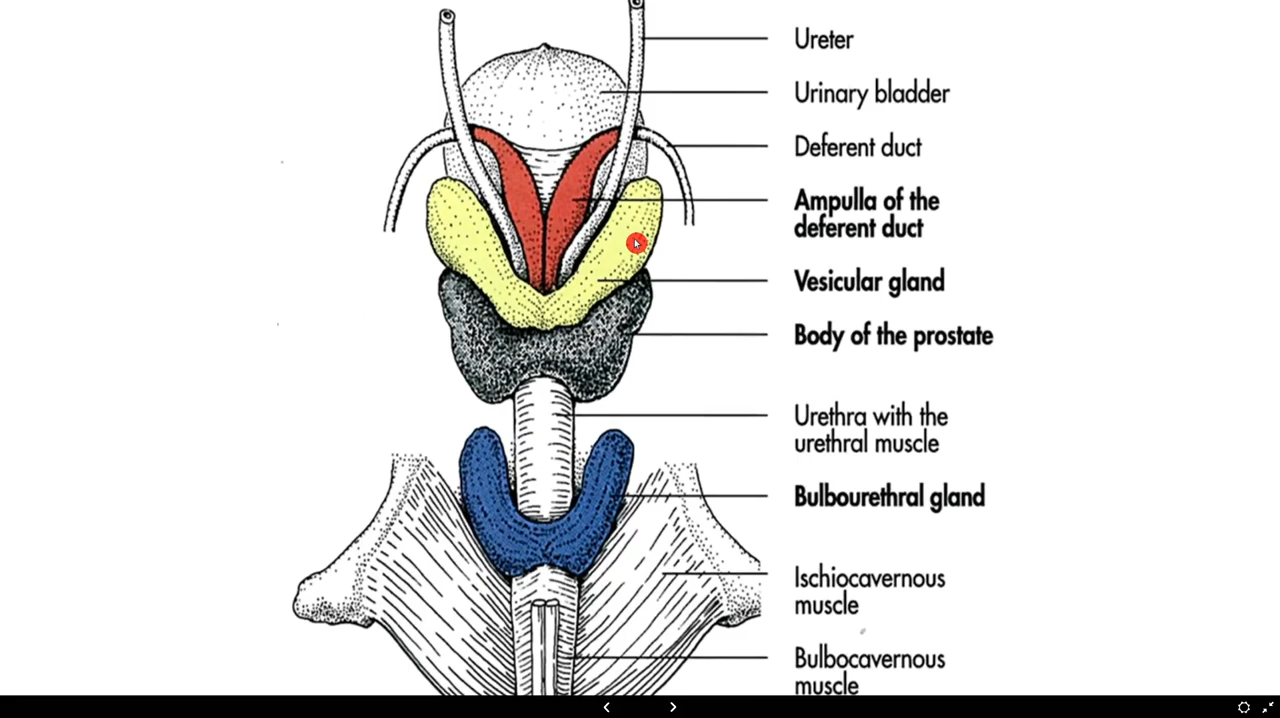 Ureter
Urinary bladder
Deferent duct
Ampulla of the
deferent duct
Vesicular gland
Body of the prostate
Urethra with the
urethral muscle
Bulbourethral gland
Ischiocavernous
muscle
Bulbocavernous
muscle